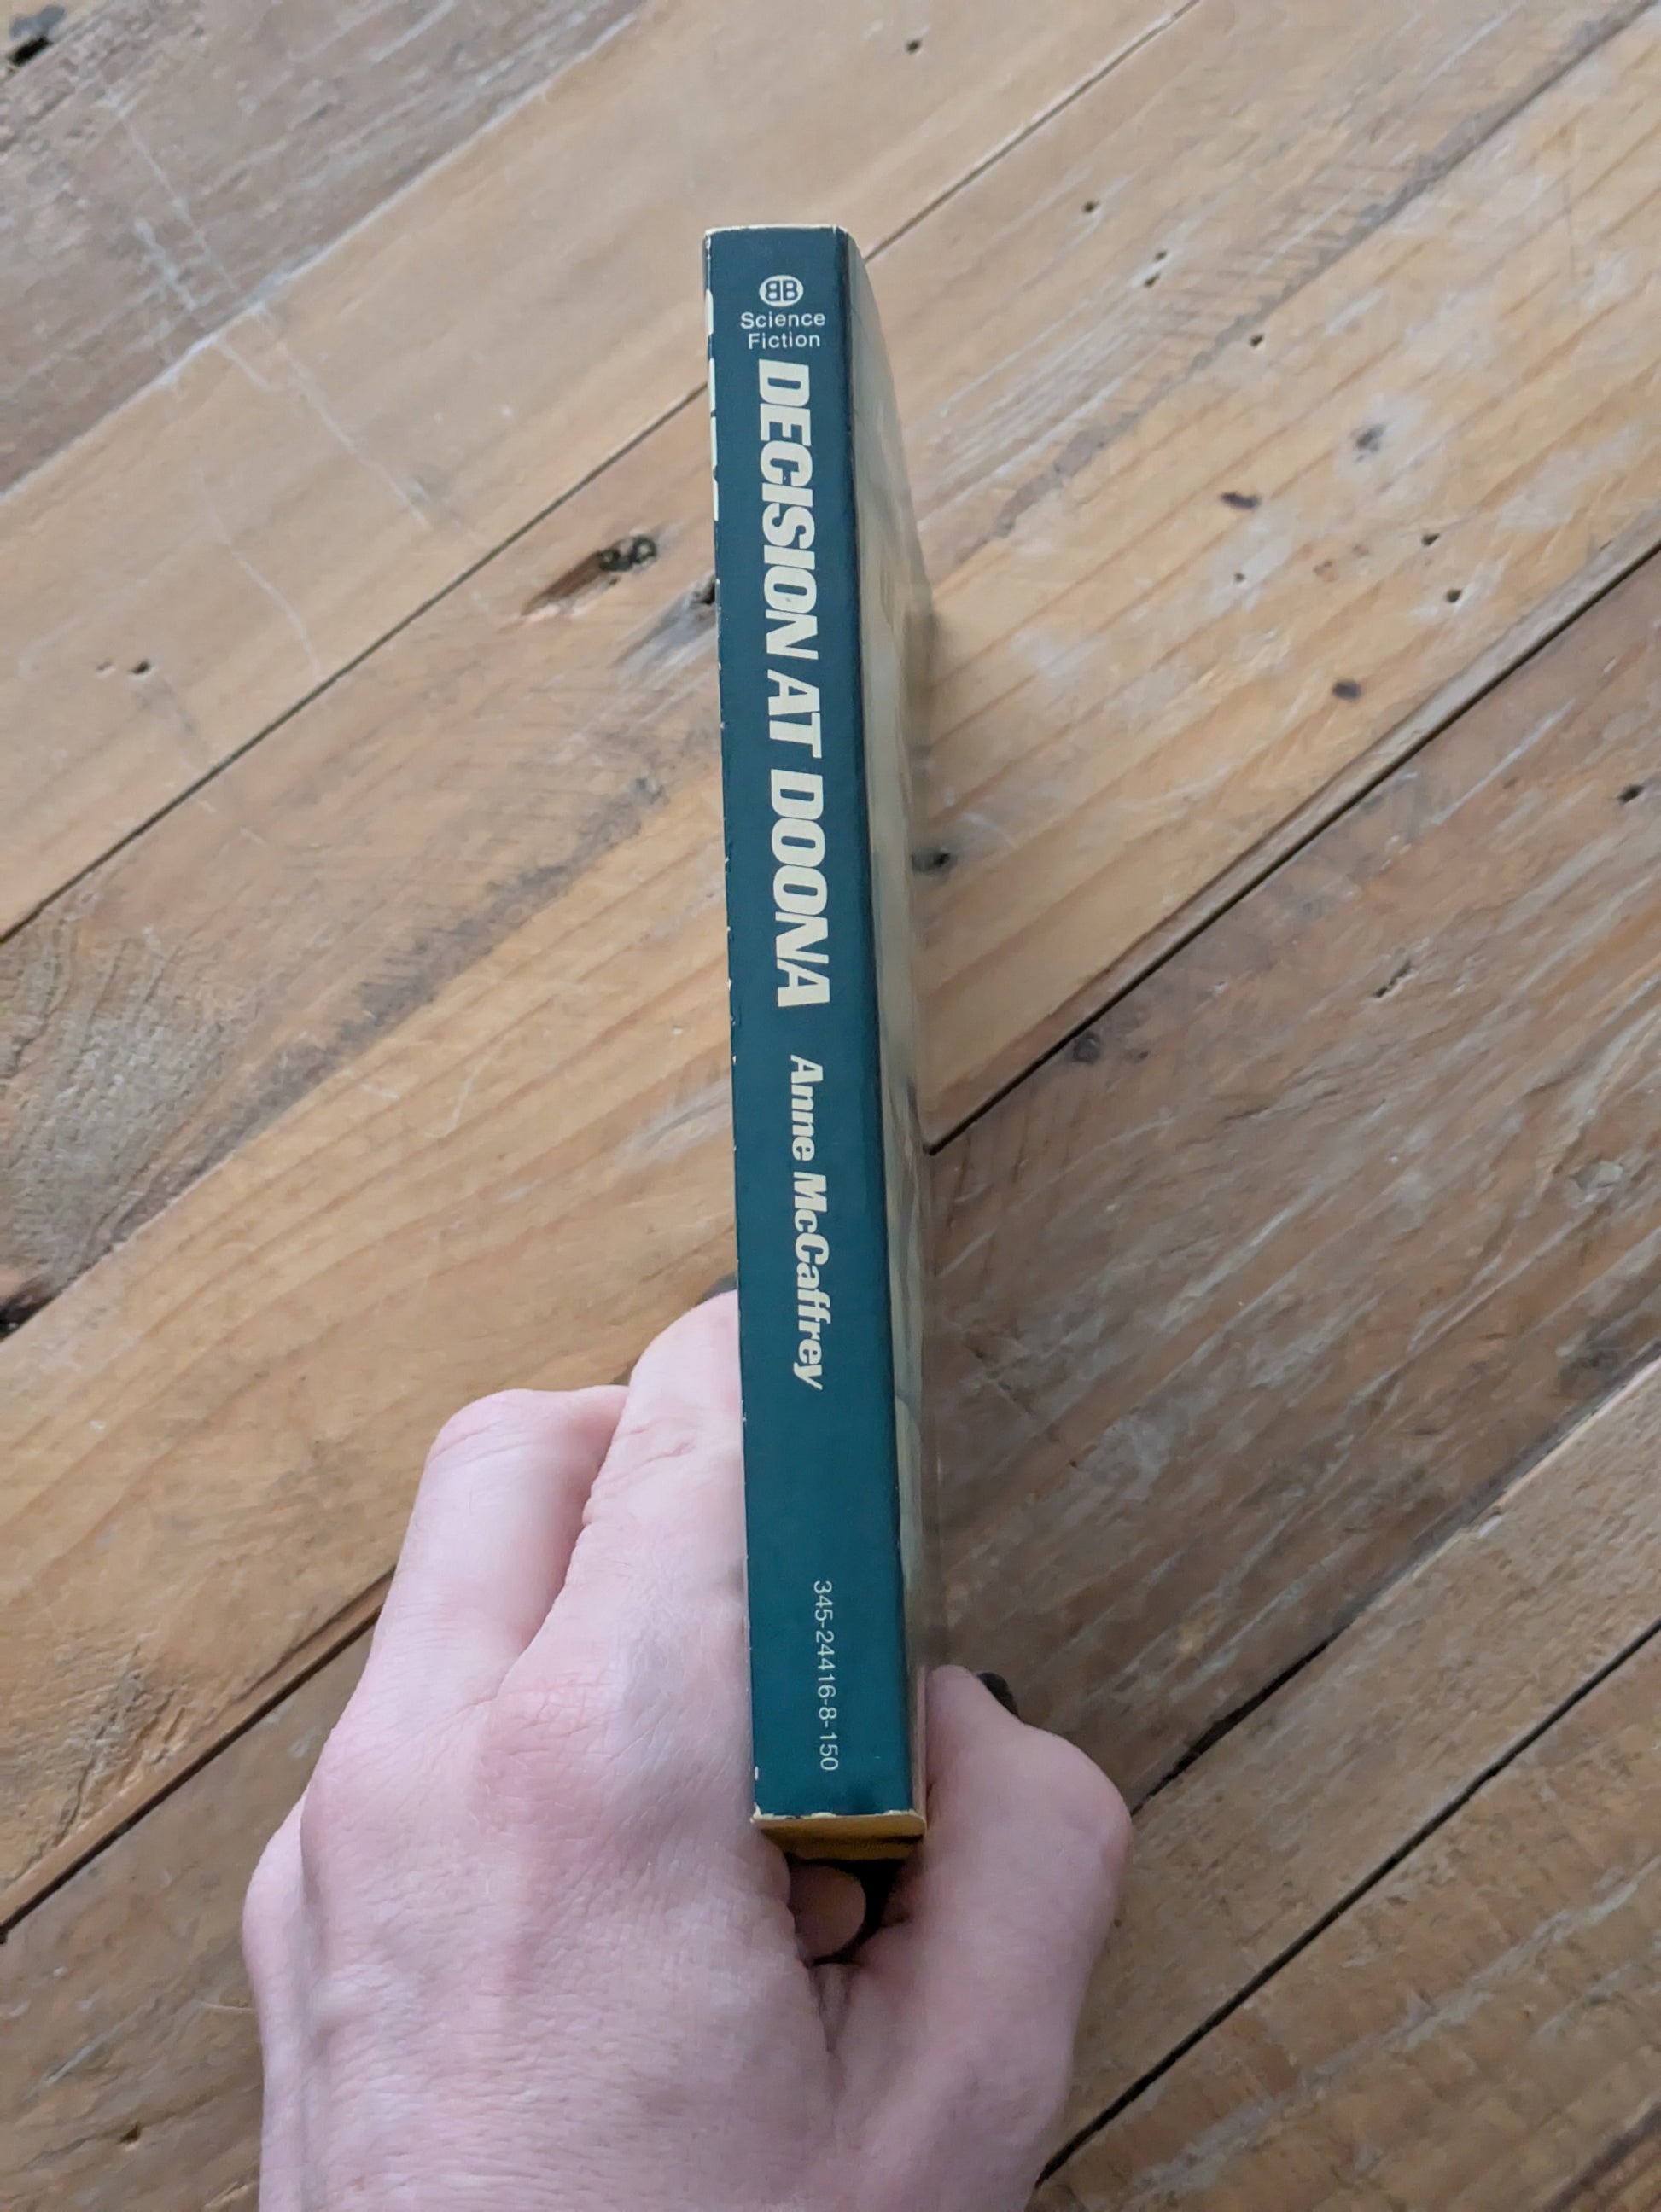 BB
Science
Fiction
DECISION AT DOONA Anne McCaffrey
345-24416-8-150